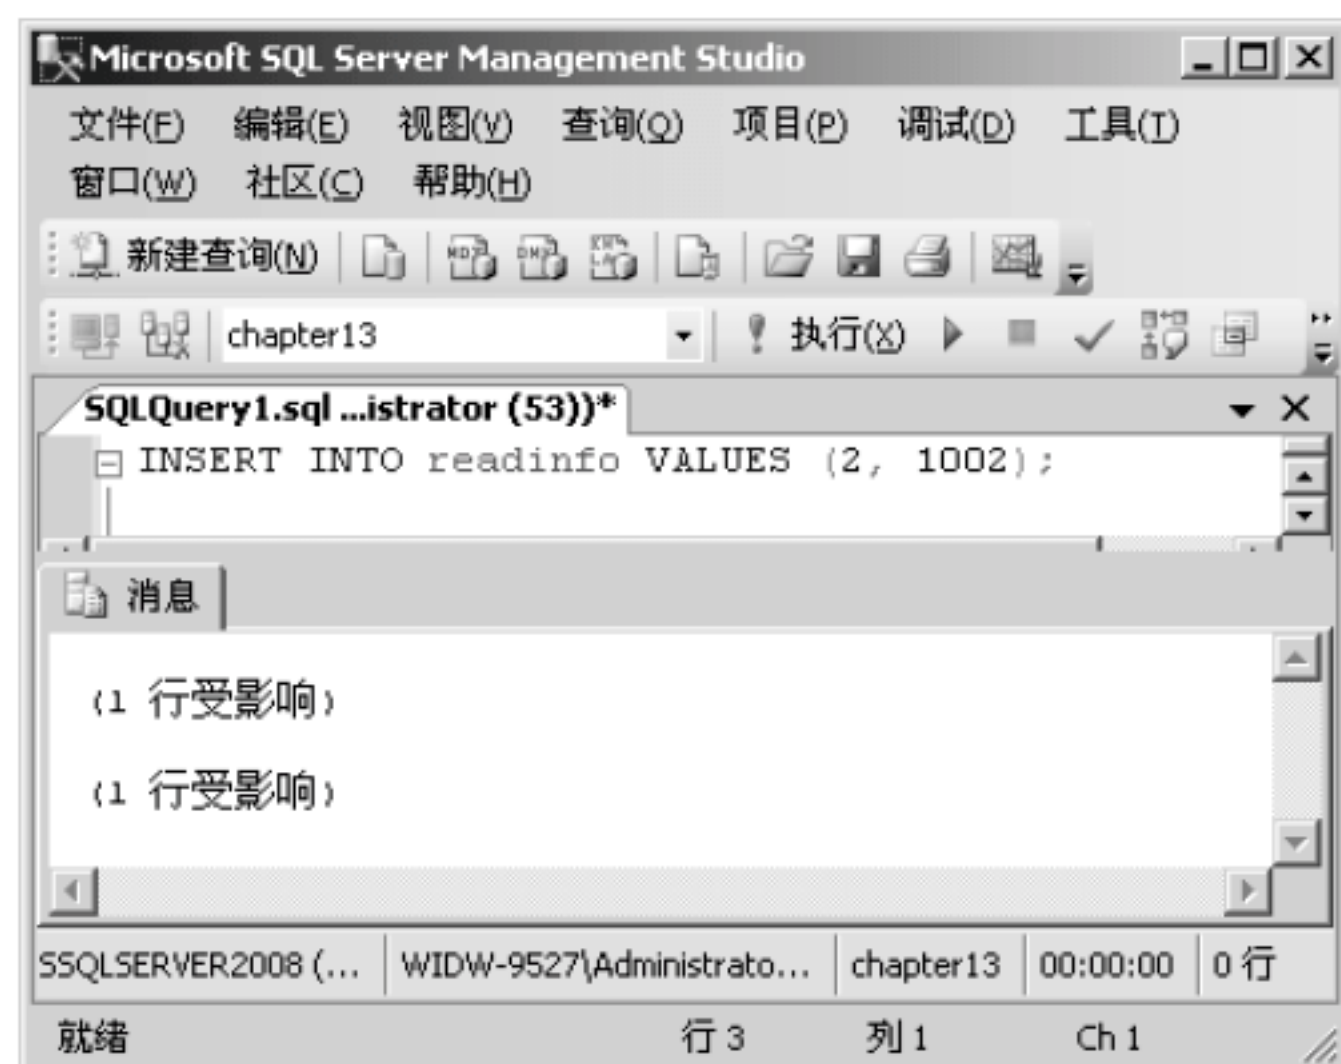 Microsoft SQL Server Management Studio
文件(F) 编辑(E) 视图(V) 查询(Q) 项目(P) 调试(D) 工具(T)
窗口(W) 社区(C) 帮助(H)
新建查询(N)
chapter13 执行(X)
SQLQuery1.sql ...istrator (53))*
INSERT INTO readinfo VALUES (2, 1002);
消息
(1 行受影响)
(1 行受影响)
SSQLSERVER2008 (... WIDW-9527\Administrato... chapter13 00:00:00 0 行
就绪 行 3 列 1 Ch 1